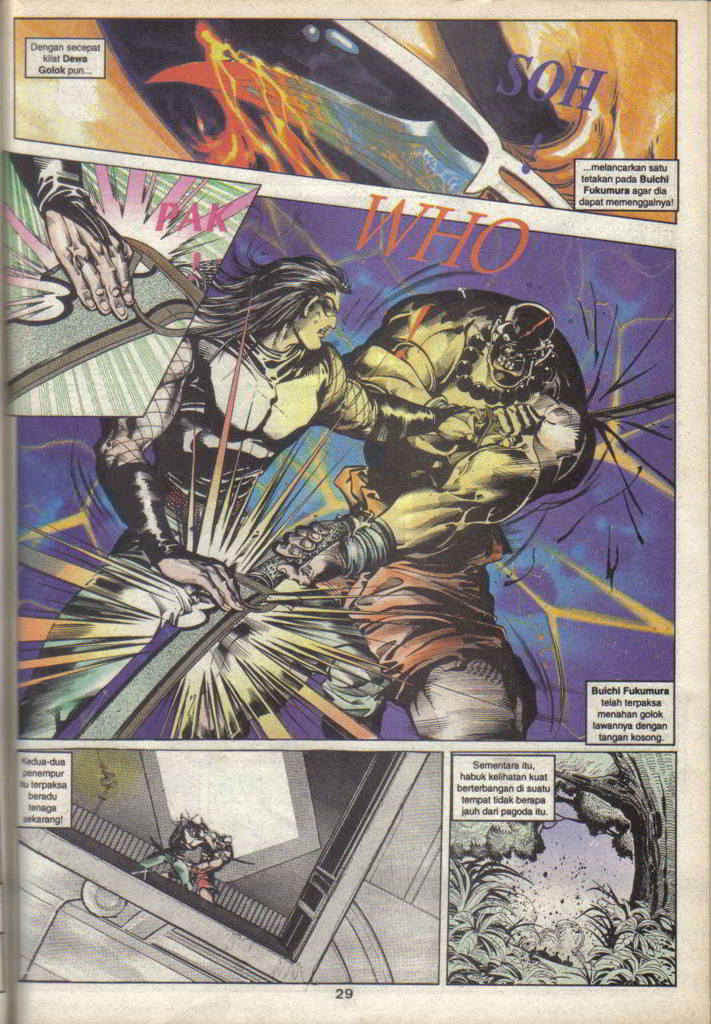 Dengan secepat
kilat Dewa
Golok pun...
SOH
!
...melancarkan satu
tetakan pada Buichi
Fukumura agar dia
dapat memenggalnya!
PAK
!
WHO
Buichi Fukumura
telah terpaksa
menahan golok
lawannya dengan
tangan kosong.
Kedua-dua
penempur
itu terpaksa
beradu
tenaga
sekarang!
Sementara itu,
habuk kelihatan kuat
berterbangan di suatu
tempat tidak berapa
jauh dari pagoda itu.
29